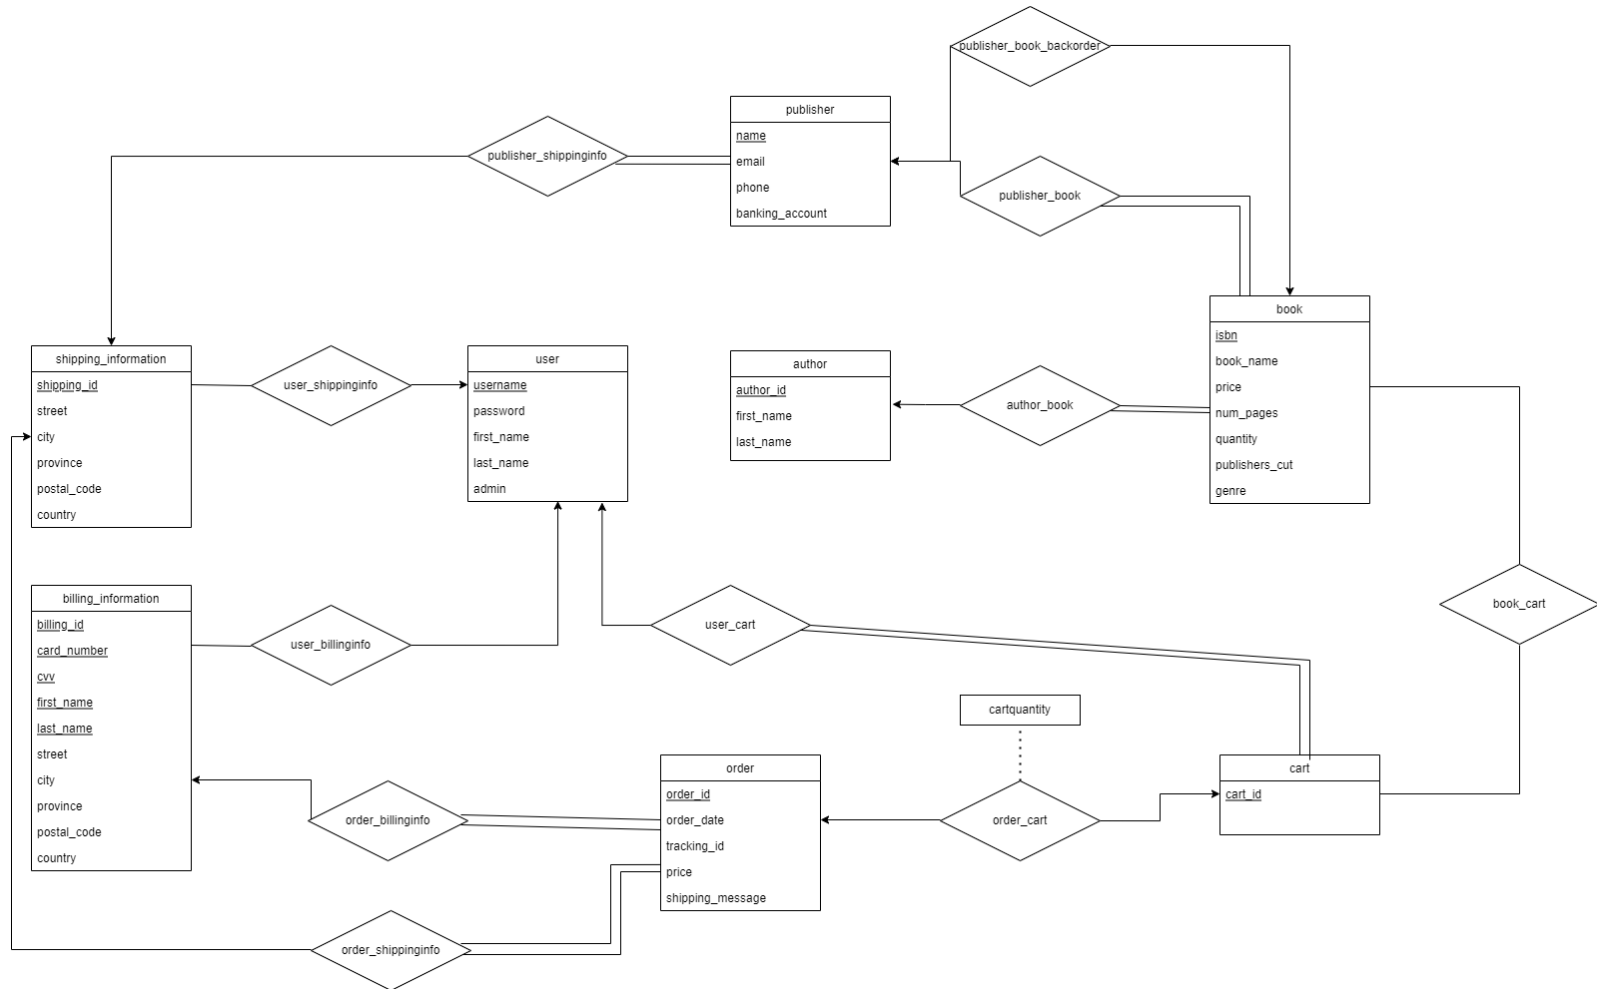 publisher_book_backorder
publisher
name
email
phone
banking_account
publisher_shippinginfo
publisher_book
shipping_information
shipping_id
street
city
province
postal_code
country
user_shippinginfo
user
username
password
first_name
last_name
admin
author
author_id
first_name
last_name
author_book
book
isbn
book_name
price
num_pages
quantity
publishers_cut
genre
billing_information
billing_id
card_number
cvv
first_name
last_name
street
city
province
postal_code
country
user_billinginfo
user_cart
book_cart
cartquantity
order
order_id
order_date
tracking_id
price
shipping_message
order_billinginfo
order_cart
cart
cart_id
order_shippinginfo